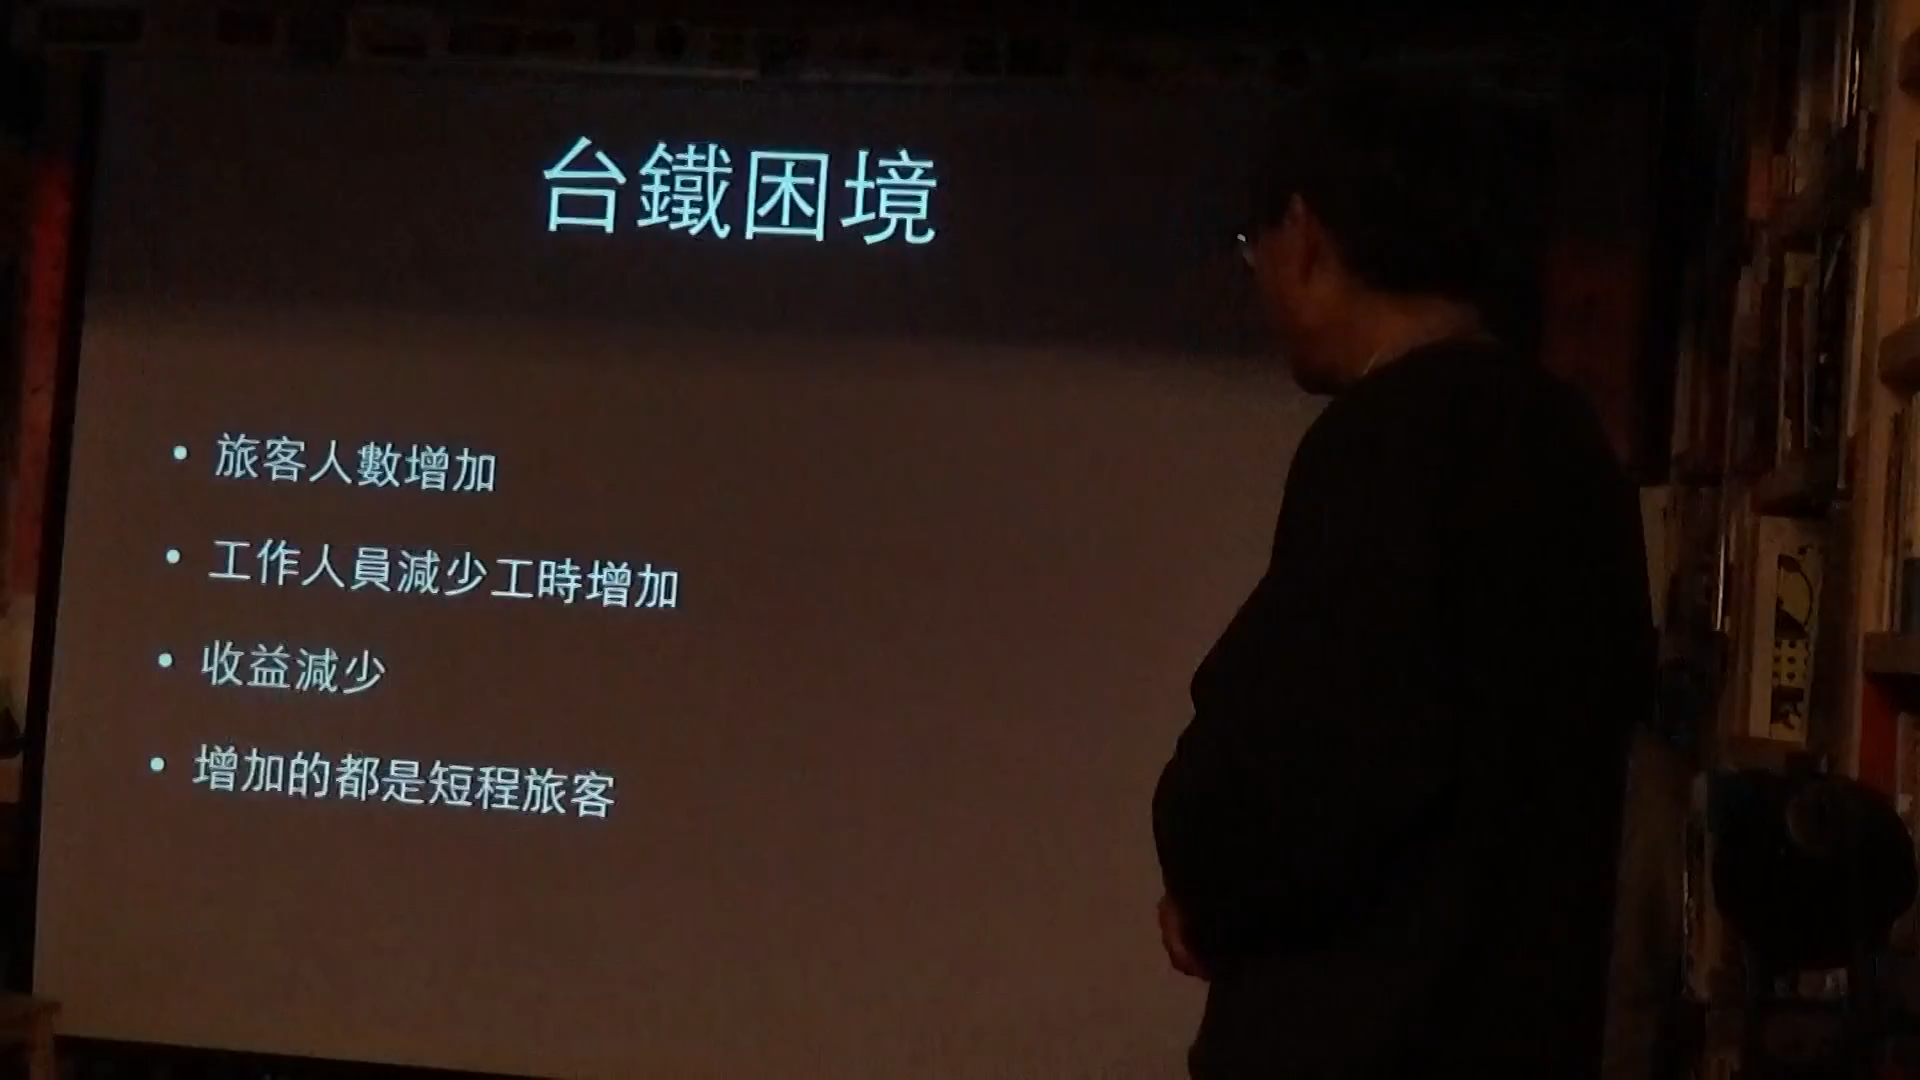 台鐵困境
• 旅客人數增加
• 工作人員減少工時增加
• 收益減少
• 增加的都是短程旅客